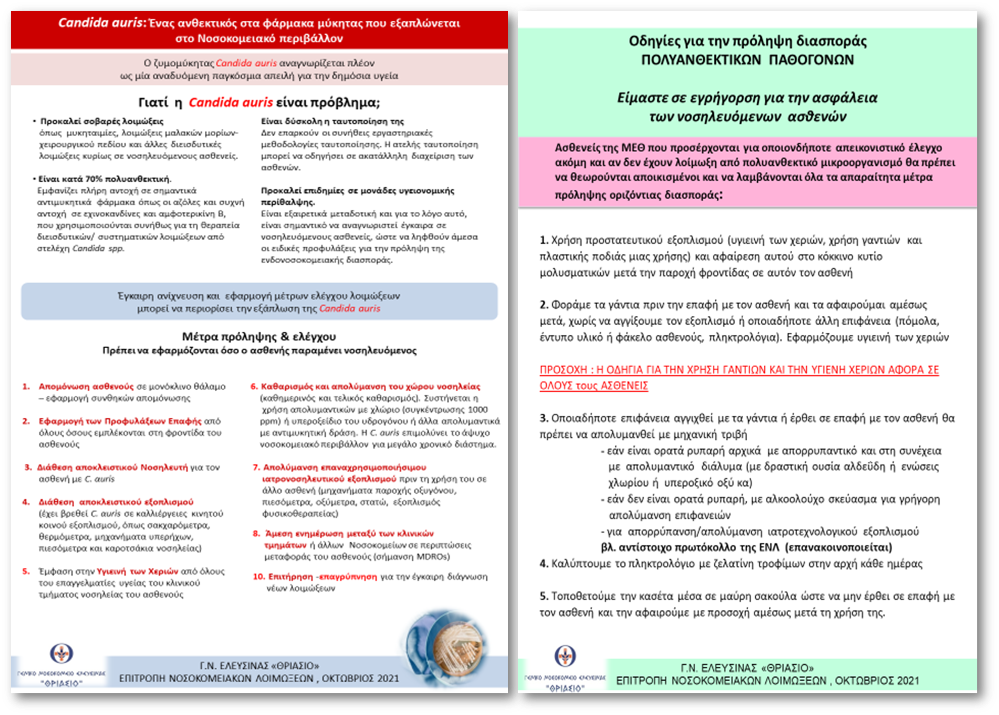 Candida auris: Ένας ανθεκτικός στα φάρμακα μύκητας που εξαπλώνεται
στο Νοσοκομειακό περιβάλλον
Ο ζυμομύκητας Candida auris αναγνωρίζεται πλέον
ως μία αναδυόμενη παγκόσμια απειλή για την δημόσια υγεία
Γιατί η Candida auris είναι πρόβλημα;
▪ Προκαλεί σοβαρές λοιμώξεις
όπως μυκηταιμίες, λοιμώξεις μαλακών μορίων-
χειρουργικού πεδίου και άλλες διεισδυτικές
λοιμώξεις κυρίως σε νοσηλευόμενους ασθενείς.
▪ Είναι κατά 70% πολυανθεκτική.
Εμφανίζει πλήρη αντοχή σε σημαντικά
αντιμυκητικά φάρμακα όπως οι αζόλες και συχνή
αντοχή σε εχινοκανδίνες και αμφοτερικίνη Β,
που χρησιμοποιούνται συνήθως για τη θεραπεία
διεισδυτικών/ συστηματικών λοιμώξεων από
στελέχη Candida spp.
Είναι δύσκολη η ταυτοποίηση της
Δεν επαρκούν οι συνήθεις εργαστηριακές
μεθοδολογίες ταυτοποίησης. Η ατελής ταυτοποίηση
μπορεί να οδηγήσει σε ακατάλληλη διαχείριση των
ασθενών.
Προκαλεί επιδημίες σε μονάδες υγειονομικής
περίθαλψης.
Είναι εξαιρετικά μεταδοτική και για το λόγο αυτό,
είναι σημαντικό να αναγνωριστεί έγκαιρα σε
νοσηλευόμενους ασθενείς, ώστε να ληφθούν άμεσα
οι ειδικές προφυλάξεις για την πρόληψη της
ενδονοσοκομειακής διασποράς.
Έγκαιρη ανίχνευση και εφαρμογή μέτρων ελέγχου λοιμώξεων
μπορεί να περιορίσει την εξάπλωση της Candida auris
Μέτρα πρόληψης & ελέγχου
Πρέπει να εφαρμόζονται όσο ο ασθενής παραμένει νοσηλευόμενος
1. Απομόνωση ασθενούς σε μονόκλινο θάλαμο
– εφαρμογή συνθηκών απομόνωσης
2. Εφαρμογή των Προφυλάξεων Επαφής από
όλους όσους εμπλέκονται στη φροντίδα του
ασθενούς
3. Διάθεση αποκλειστικού Νοσηλευτή για τον
ασθενή με C. auris
4. Διάθεση αποκλειστικού εξοπλισμού
(έχει βρεθεί C. auris σε καλλιέργειες κινητού
κοινού εξοπλισμού, όπως σακχαρόμετρα,
θερμόμετρα, μηχανήματα υπερήχων,
πιεσόμετρα και καροτσάκια νοσηλείας)
5. Έμφαση στην Υγιεινή των Χεριών από όλους
του επαγγελματίες υγείας του κλινικού
τμήματος νοσηλείας του ασθενούς
6. Καθαρισμός και απολύμανση του χώρου νοσηλείας
(καθημερινός και τελικός καθαρισμός). Συστήνεται η
χρήση απολυμαντικών με χλώριο (συγκέντρωσης 1000
ppm) ή υπεροξείδιο του υδρογόνου ή άλλα απολυμαντικά
με αντιμυκητική δράση. Η C. auris επιμολύνει το άψυχο
νοσοκομειακό περιβάλλον για μεγάλο χρονικό διάστημα.
7. Απολύμανση επαναχρησιμοποιήσιμου
ιατρονοσηλευτικού εξοπλισμού πριν τη χρήση του σε
άλλο ασθενή (μηχανήματα παροχής οξυγόνου,
πιεσόμετρα, οξύμετρα, στατώ, εξοπλισμός
φυσικοθεραπείας)
8. Άμεση ενημέρωση μεταξύ των κλινικών
τμημάτων ή άλλων Νοσοκομείων σε περιπτώσεις
μεταφοράς του ασθενούς (σήμανση MDROs)
10. Επιτήρηση -επαγρύπνηση για την έγκαιρη διάγνωση
νέων λοιμώξεων
ΓΕΝΙΚΟ ΝΟΣΟΚΟΜΕΙΟ ΕΛΕΥΣΙΝΑΣ
"ΘΡΙΑΣΙΟ"
Γ.Ν. ΕΛΕΥΣΙΝΑΣ «ΘΡΙΑΣΙΟ»
ΕΠΙΤΡΟΠΗ ΝΟΣΟΚΟΜΕΙΑΚΩΝ ΛΟΙΜΩΞΕΩΝ , ΟΚΤΩΒΡΙΟΣ 2021
Οδηγίες για την πρόληψη διασποράς
ΠΟΛΥΑΝΘΕΚΤΙΚΩΝ ΠΑΘΟΓΟΝΩΝ
Είμαστε σε εγρήγορση για την ασφάλεια
των νοσηλευόμενων ασθενών
Ασθενείς της ΜΕΘ που προσέρχονται για οποιονδήποτε απεικονιστικό έλεγχο
ακόμη και αν δεν έχουν λοίμωξη από πολυανθεκτικό μικροοργανισμό θα πρέπει
να θεωρούνται αποικισμένοι και να λαμβάνονται όλα τα απαραίτητα μέτρα
πρόληψης οριζόντιας διασποράς:
1. Χρήση προστατευτικού εξοπλισμού (υγιεινή των χεριών, χρήση γαντιών και
πλαστικής ποδιάς μιας χρήσης) και αφαίρεση αυτού στο κόκκινο κυτίο
μολυσματικών μετά την παροχή φροντίδας σε αυτόν τον ασθενή
2. Φοράμε τα γάντια πριν την επαφή με τον ασθενή και τα αφαιρούμαι αμέσως
μετά, χωρίς να αγγίξουμε τον εξοπλισμό ή οποιαδήποτε άλλη επιφάνεια (πόμολα,
έντυπο υλικό ή φάκελο ασθενούς, πληκτρολόγια). Εφαρμόζουμε υγιεινή των χεριών
ΠΡΟΣΟΧΗ : Η ΟΔΗΓΙΑ ΓΙΑ ΤΗΝ ΧΡΗΣΗ ΓΑΝΤΙΩΝ ΚΑΙ ΤΗΝ ΥΓΙΕΝΗ ΧΕΡΙΩΝ ΑΦΟΡΑ ΣΕ
ΟΛΟΥΣ τους ΑΣΘΕΝΕΙΣ
3. Οποιαδήποτε επιφάνεια αγγιχθεί με τα γάντια ή έρθει σε επαφή με τον ασθενή θα
πρέπει να απολυμανθεί με μηχανική τριβή
- εάν είναι ορατά ρυπαρή αρχικά με απορρυπαντικό και στη συνέχεια
με απολυμαντικό διάλυμα (με δραστική ουσία αλδεΰδη ή ενώσεις
χλωρίου ή υπεροξικό οξύ κα)
- εάν δεν είναι ορατά ρυπαρή, με αλκοολούχο σκεύασμα για γρήγορη
απολύμανση επιφανειών
- για απορρύπανση/απολύμανση ιατροτεχνολογικού εξοπλισμού
βλ. αντίστοιχο πρωτόκολλο της ΕΝΛ (επανακοινοποιείται)
4. Καλύπτουμε το πληκτρολόγιο με ζελατίνη τροφίμων στην αρχή κάθε ημέρας
5. Τοποθετούμε την κασέτα μέσα σε μαύρη σακούλα ώστε να μην έρθει σε επαφή με
τον ασθενή και την αφαιρούμε με προσοχή αμέσως μετά τη χρήση της.
ΓΕΝΙΚΟ ΝΟΣΟΚΟΜΕΙΟ ΕΛΕΥΣΙΝΑΣ
"ΘΡΙΑΣΙΟ"
Γ.Ν. ΕΛΕΥΣΙΝΑΣ «ΘΡΙΑΣΙΟ»
ΕΠΙΤΡΟΠΗ ΝΟΣΟΚΟΜΕΙΑΚΩΝ ΛΟΙΜΩΞΕΩΝ , ΟΚΤΩΒΡΙΟΣ 2021